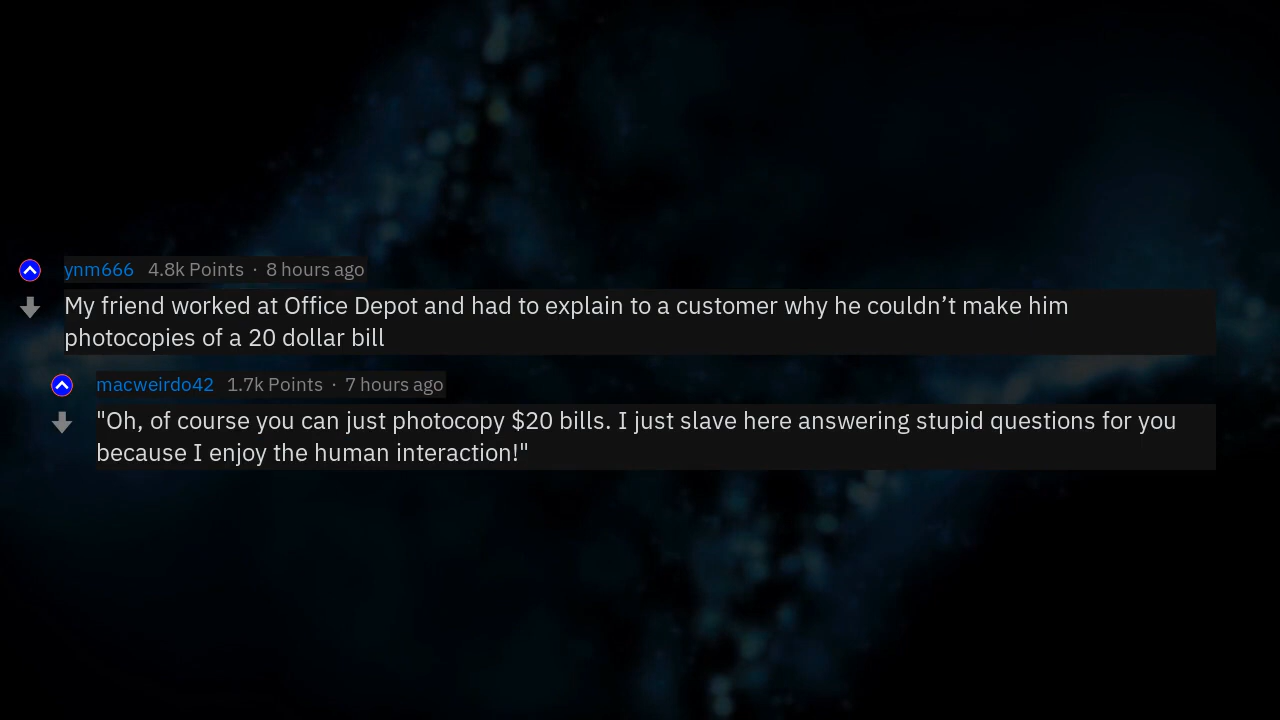 ynm666 4.8k Points · 8 hours ago
My friend worked at Office Depot and had to explain to a customer why he couldn’t make him
photocopies of a 20 dollar bill
macweirdo42 1.7k Points · 7 hours ago
"Oh, of course you can just photocopy $20 bills. I just slave here answering stupid questions for you
because I enjoy the human interaction!"